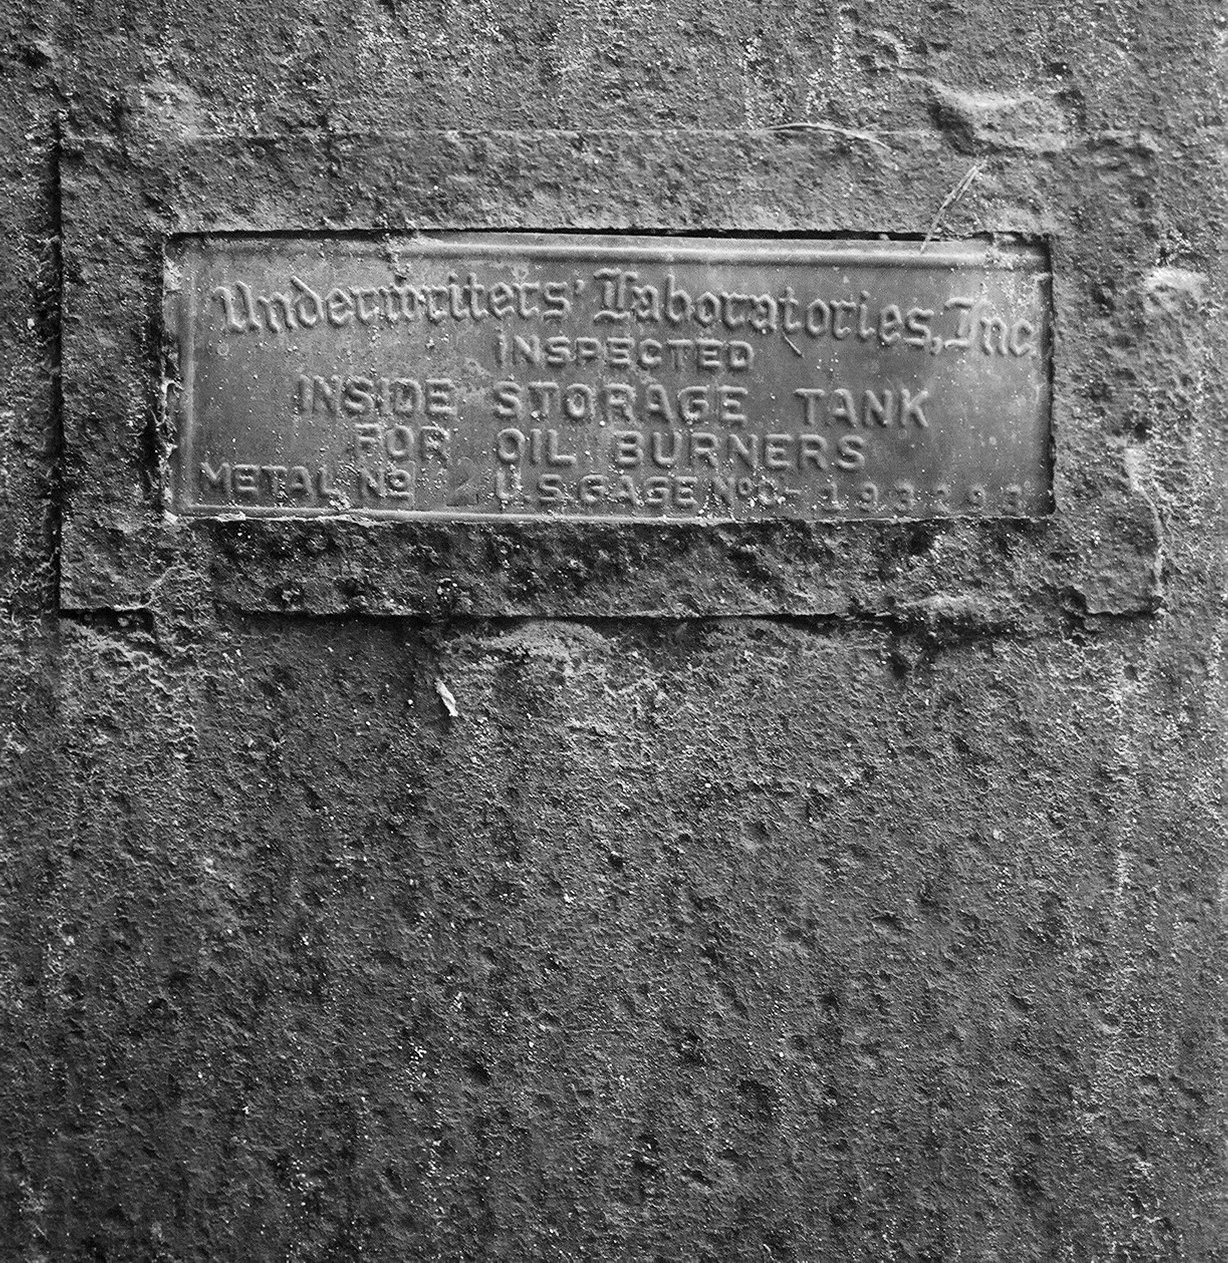 Underwriters' Laboratories, Inc.
INSPECTED
INSIDE STORAGE TANK
FOR OIL BURNERS
METAL Nº U.S. GAGE Nº